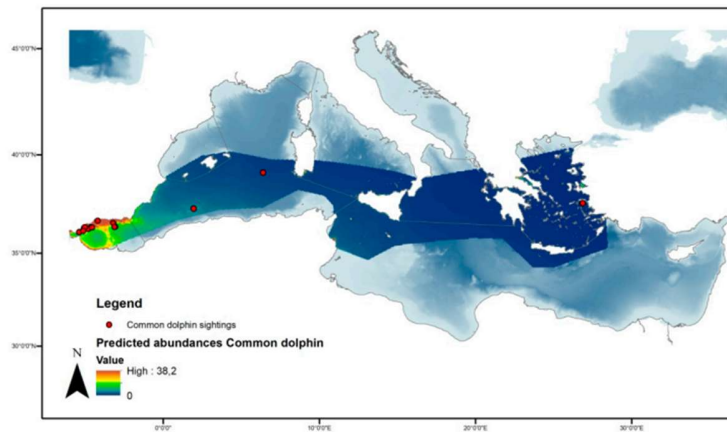 45°0'0"N
40°0'0"N
35°0'0"N
30°0'0"N
Legend
Common dolphin sightings
Predicted abundances Common dolphin
Value
High : 38,2
0
N
0°0'0"
10°0'0"E
20°0'0"E
30°0'0"E